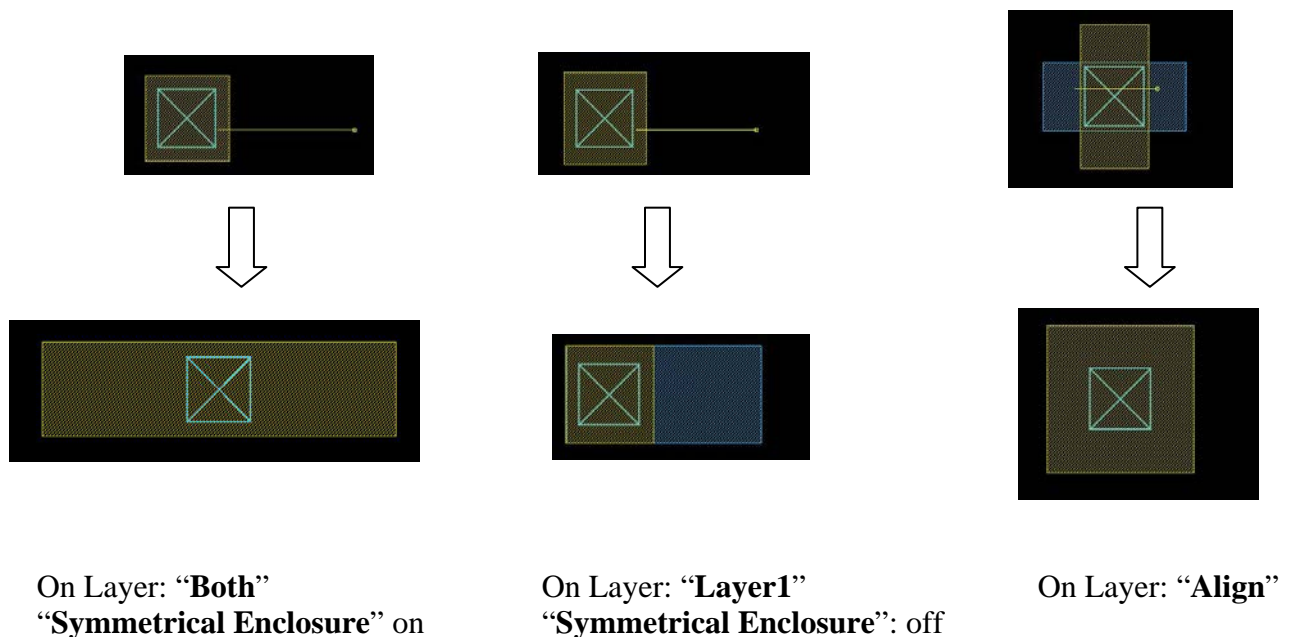 On Layer: “Both”
“Symmetrical Enclosure” on
On Layer: “Layer1”
“Symmetrical Enclosure”: off
On Layer: “Align”